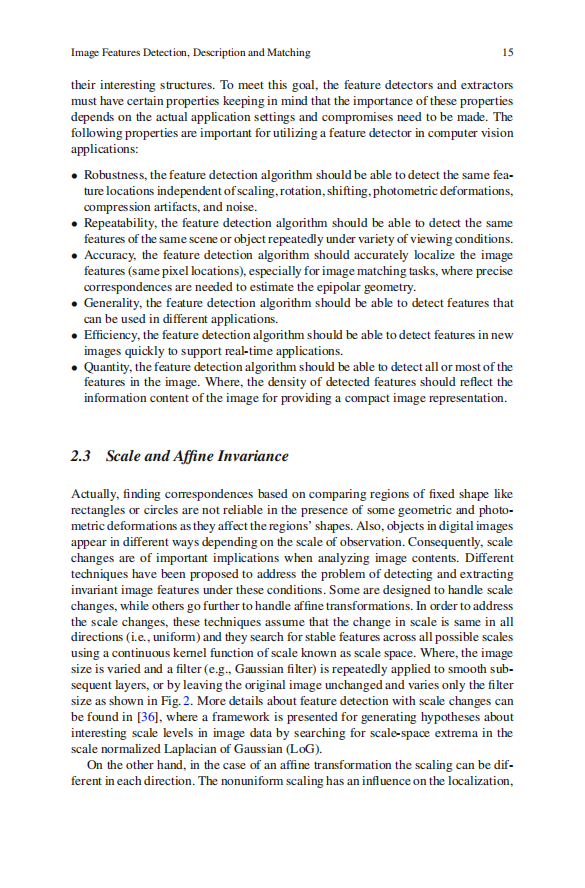 Image Features Detection, Description and Matching 15
their interesting structures. To meet this goal, the feature detectors and extractors
must have certain properties keeping in mind that the importance of these properties
depends on the actual application settings and compromises need to be made. The
following properties are important for utilizing a feature detector in computer vision
applications:
• Robustness, the feature detection algorithm should be able to detect the same fea-
ture locations independent of scaling, rotation, shifting, photometric deformations,
compression artifacts, and noise.
• Repeatability, the feature detection algorithm should be able to detect the same
features of the same scene or object repeatedly under variety of viewing conditions.
• Accuracy, the feature detection algorithm should accurately localize the image
features (same pixel locations), especially for image matching tasks, where precise
correspondences are needed to estimate the epipolar geometry.
• Generality, the feature detection algorithm should be able to detect features that
can be used in different applications.
• Efficiency, the feature detection algorithm should be able to detect features in new
images quickly to support real-time applications.
• Quantity, the feature detection algorithm should be able to detect all or most of the
features in the image. Where, the density of detected features should reflect the
information content of the image for providing a compact image representation.
2.3 Scale and Affine Invariance
Actually, finding correspondences based on comparing regions of fixed shape like
rectangles or circles are not reliable in the presence of some geometric and photo-
metric deformations as they affect the regions' shapes. Also, objects in digital images
appear in different ways depending on the scale of observation. Consequently, scale
changes are of important implications when analyzing image contents. Different
techniques have been proposed to address the problem of detecting and extracting
invariant image features under these conditions. Some are designed to handle scale
changes, while others go further to handle affine transformations. In order to address
the scale changes, these techniques assume that the change in scale is same in all
directions (i.e., uniform) and they search for stable features across all possible scales
using a continuous kernel function of scale known as scale space. Where, the image
size is varied and a filter (e.g., Gaussian filter) is repeatedly applied to smooth sub-
sequent layers, or by leaving the original image unchanged and varies only the filter
size as shown in Fig. 2. More details about feature detection with scale changes can
be found in [36], where a framework is presented for generating hypotheses about
interesting scale levels in image data by searching for scale-space extrema in the
scale normalized Laplacian of Gaussian (LoG).
On the other hand, in the case of an affine transformation the scaling can be dif-
ferent in each direction. The nonuniform scaling has an influence on the localization,